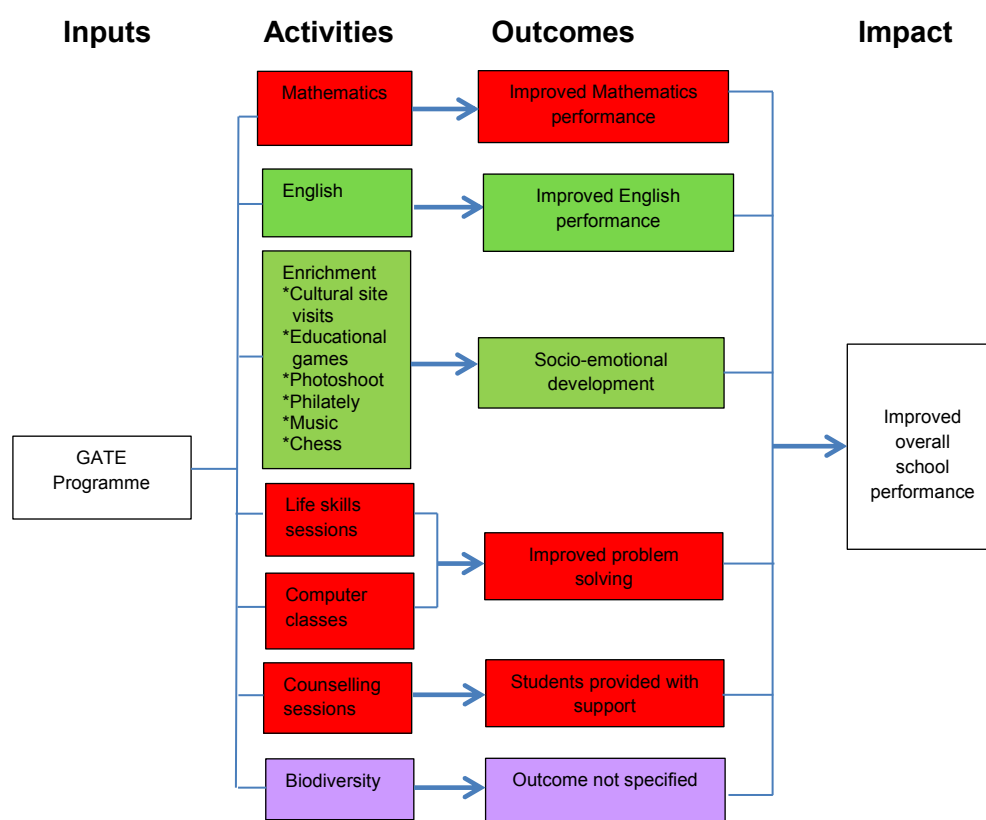 Inputs
Activities
Outcomes
Impact
Mathematics
Improved Mathematics
performance
English
Improved English
performance
Enrichment
*Cultural site
visits
*Educational
games
*Photoshoot
*Philately
*Music
*Chess
Socio-emotional
development
GATE
Programme
Life skills
sessions
Computer
classes
Improved problem
solving
Counselling
sessions
Students provided with
support
Biodiversity
Outcome not specified
Improved
overall
school
performance